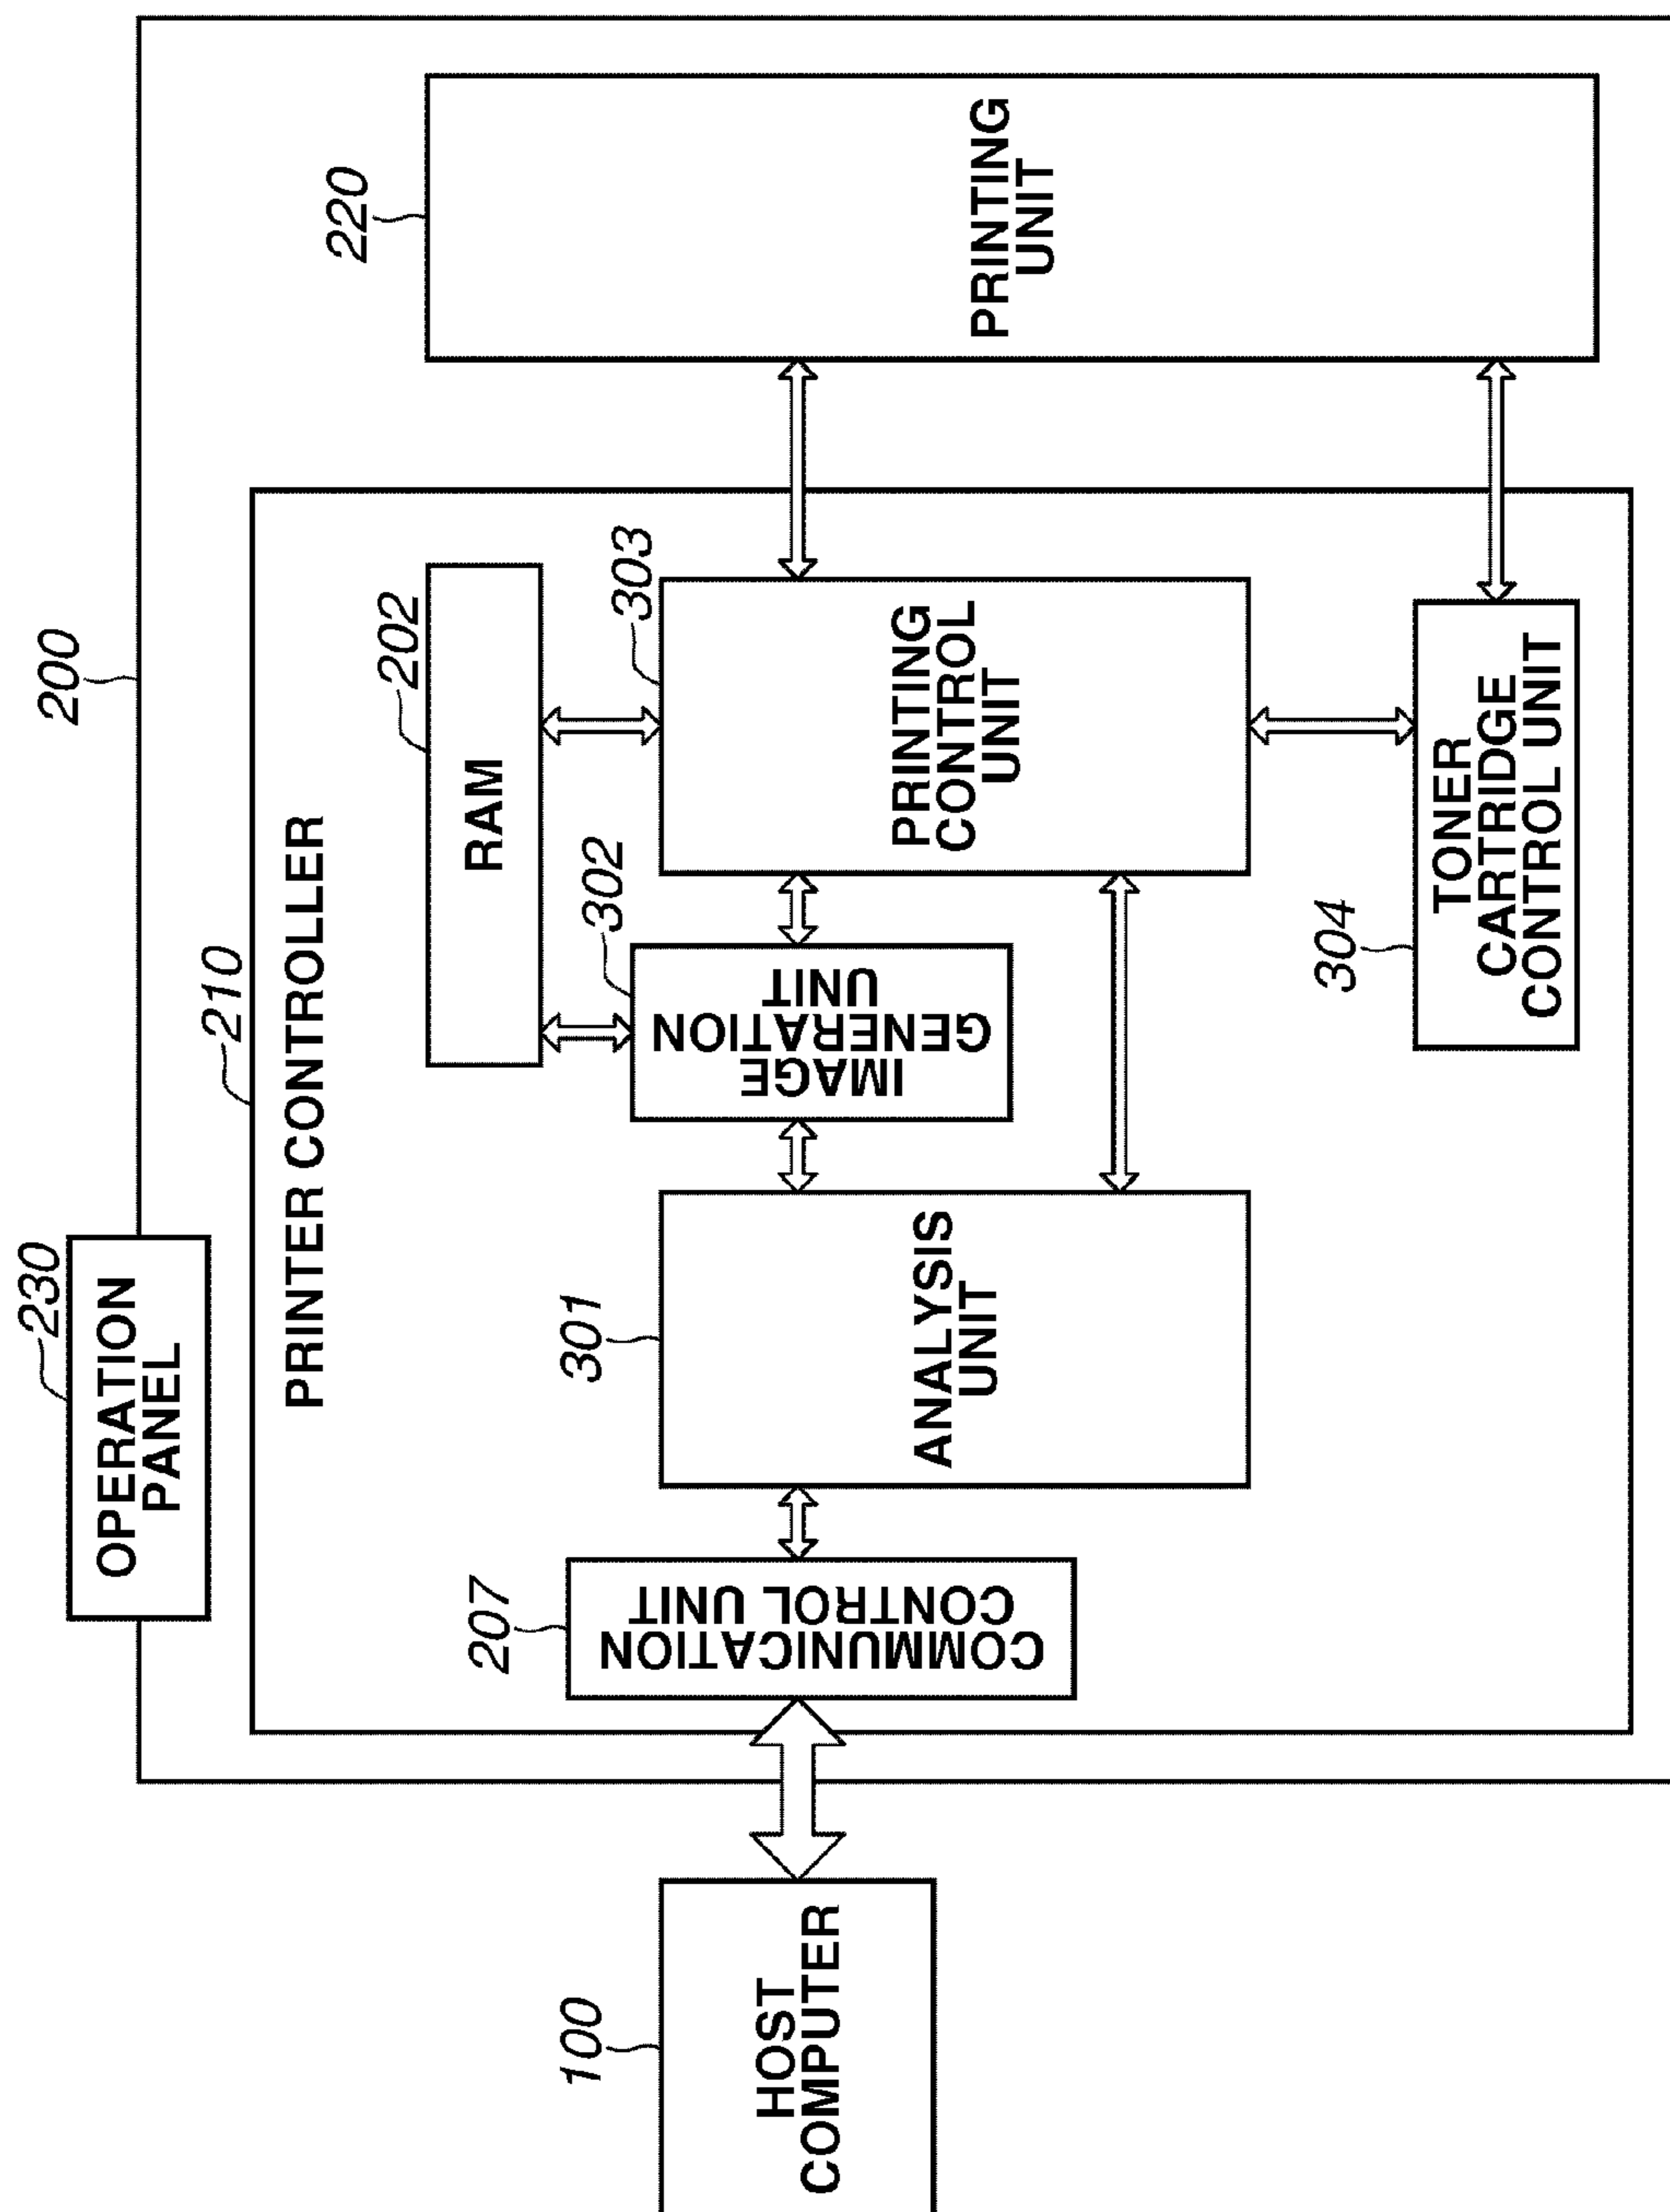 200
230
OPERATION
PANEL
210
PRINTER CONTROLLER
202
RAM
220
PRINTING
UNIT
100
HOST
COMPUTER
207
COMMUNICATION
CONTROL UNIT
301
ANALYSIS
UNIT
302
IMAGE
GENERATION
UNIT
303
PRINTING
CONTROL
UNIT
304
TONER
CARTRIDGE
CONTROL UNIT